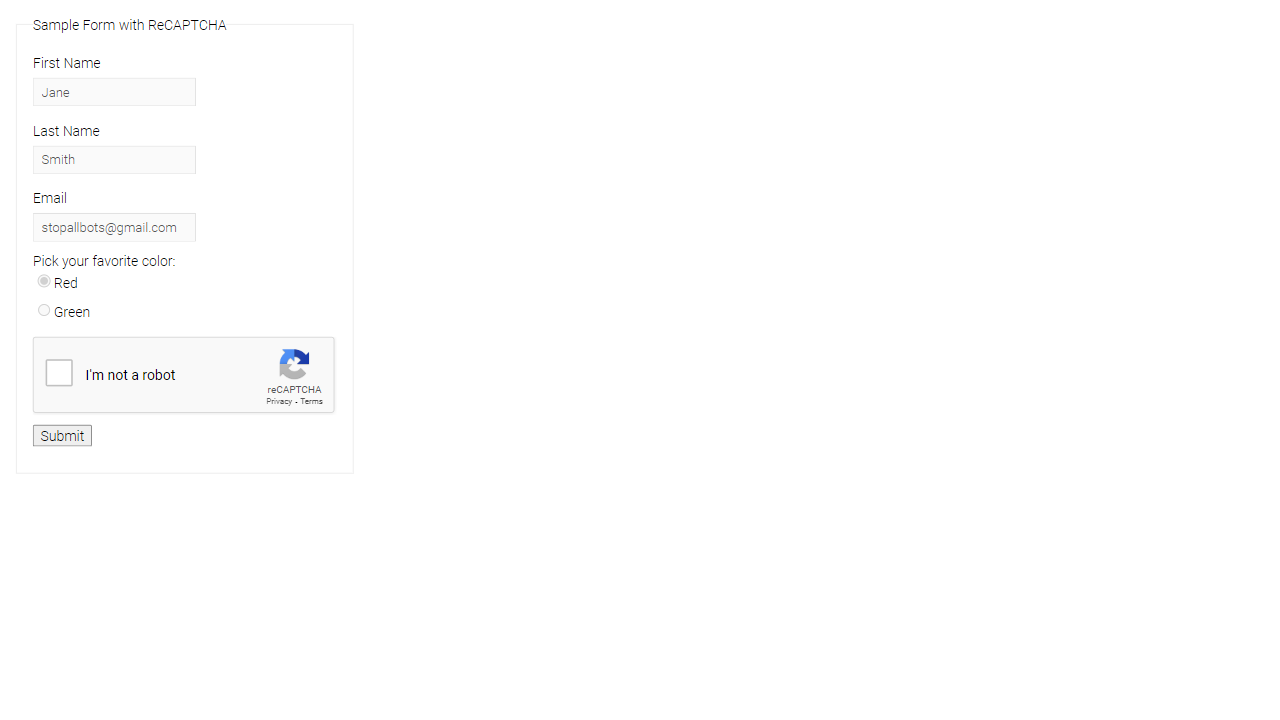 Sample Form with ReCAPTCHA
First Name
Jane
Last Name
Smith
Email
stopallbots@gmail.com
Pick your favorite color:
Red
Green
I'm not a robot
reCAPTCHA
Privacy - Terms
Submit